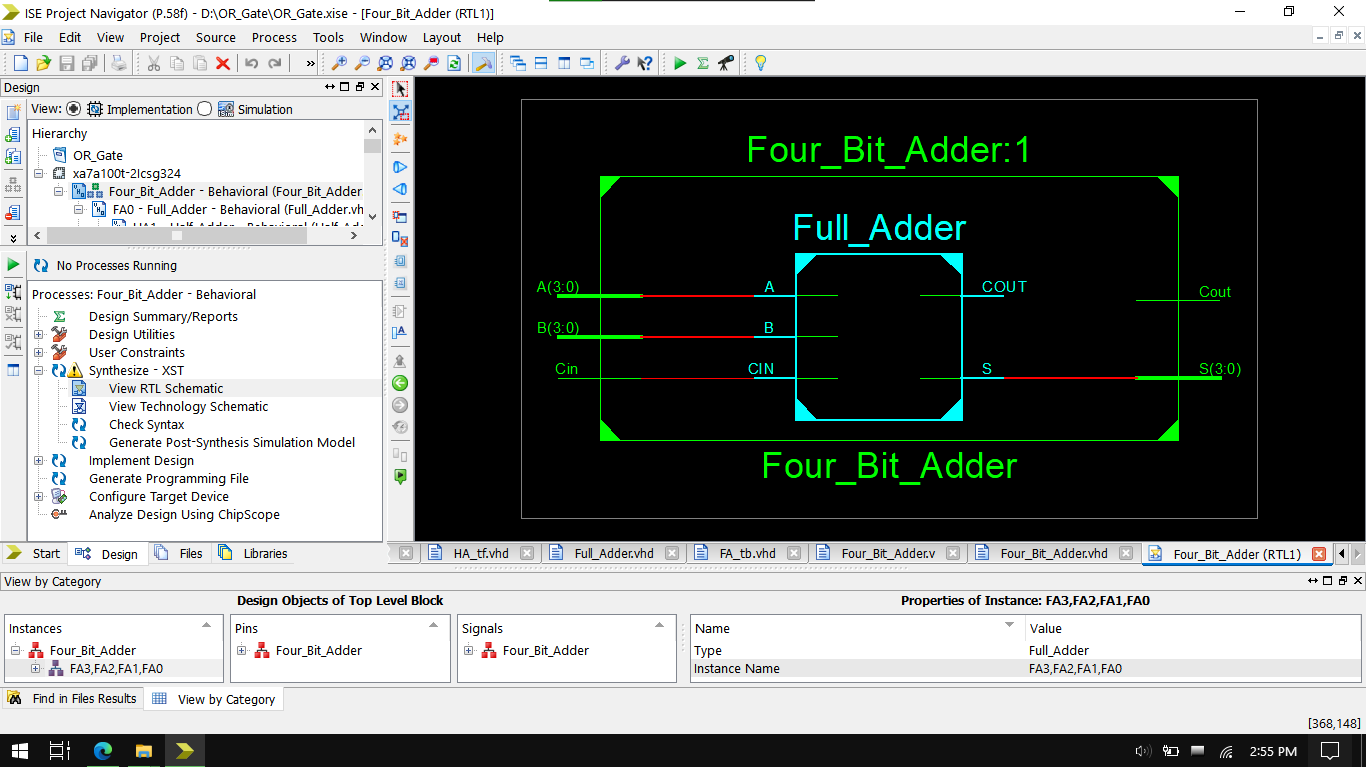 ISE Project Navigator (P.58f) - D:\OR_Gate\OR_Gate.xise - [Four_Bit_Adder (RTL1)]
File Edit View Project Source Process Tools Window Layout Help
Design
View: Implementation Simulation
Hierarchy
OR_Gate
xa7a100t-2lcsg324
Four_Bit_Adder - Behavioral (Four_Bit_Adder
FA0 - Full_Adder - Behavioral (Full_Adder.vh
No Processes Running
Processes: Four_Bit_Adder - Behavioral
Design Summary/Reports
Design Utilities
User Constraints
Synthesize - XST
View RTL Schematic
View Technology Schematic
Check Syntax
Generate Post-Synthesis Simulation Model
Implement Design
Generate Programming File
Configure Target Device
Analyze Design Using ChipScope
Start Design Files Libraries
Four_Bit_Adder:1
Full_Adder
A(3:0) A COUT Cout
B(3:0) B
Cin CIN S S(3:0)
Four_Bit_Adder
HA_tf.vhd Full_Adder.vhd FA_tb.vhd Four_Bit_Adder.v Four_Bit_Adder.vhd Four_Bit_Adder (RTL1)
View by Category
Design Objects of Top Level Block
Properties of Instance: FA3,FA2,FA1,FA0
Instances Pins Signals Name Value
Four_Bit_Adder Four_Bit_Adder Four_Bit_Adder Type Full_Adder
FA3,FA2,FA1,FA0 Instance Name FA3,FA2,FA1,FA0
Find in Files Results View by Category
[368,148]
2:55 PM